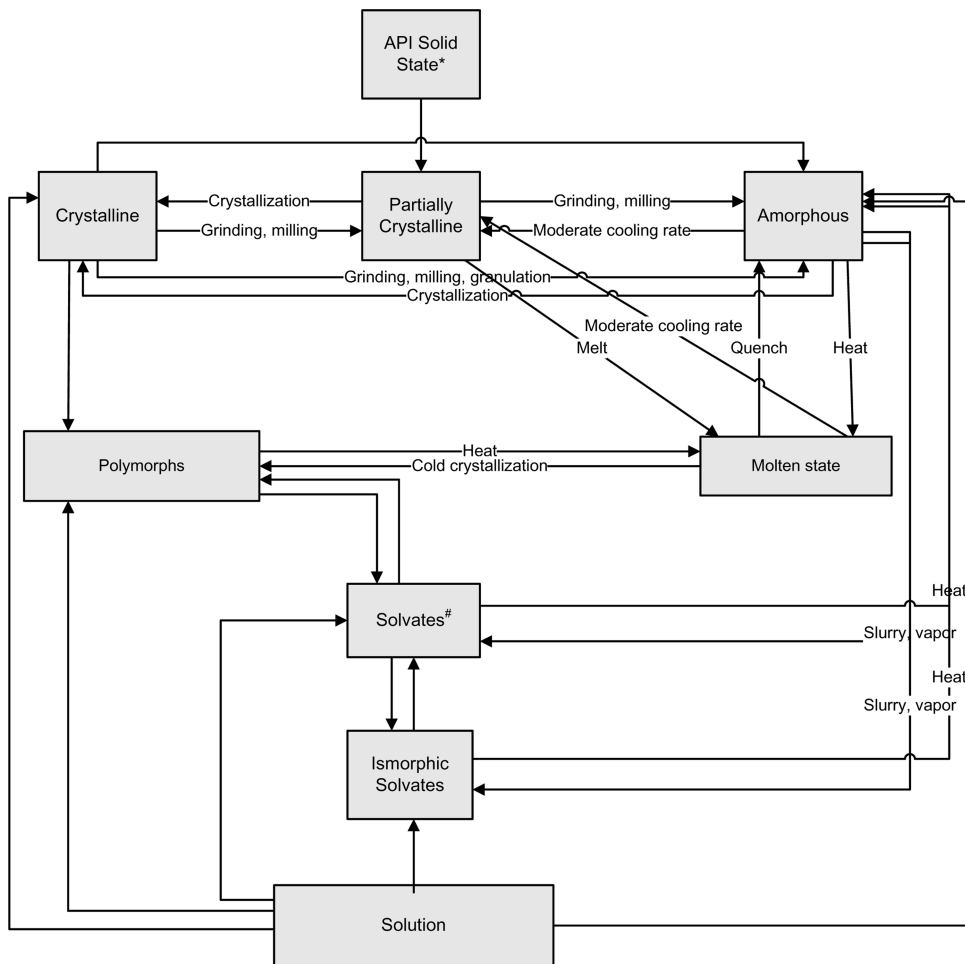 API Solid
State*
Crystalline
Crystallization
Partially
Crystalline
Grinding, milling
Amorphous
Grinding, milling
Moderate cooling rate
Grinding, milling, granulation
Crystallization
Moderate cooling rate
Melt
Quench
Heat
Polymorphs
Heat
Cold crystallization
Molten state
Solvates#
Heat
Slurry, vapor
Heat
Slurry, vapor
Ismorphic
Solvates
Solution